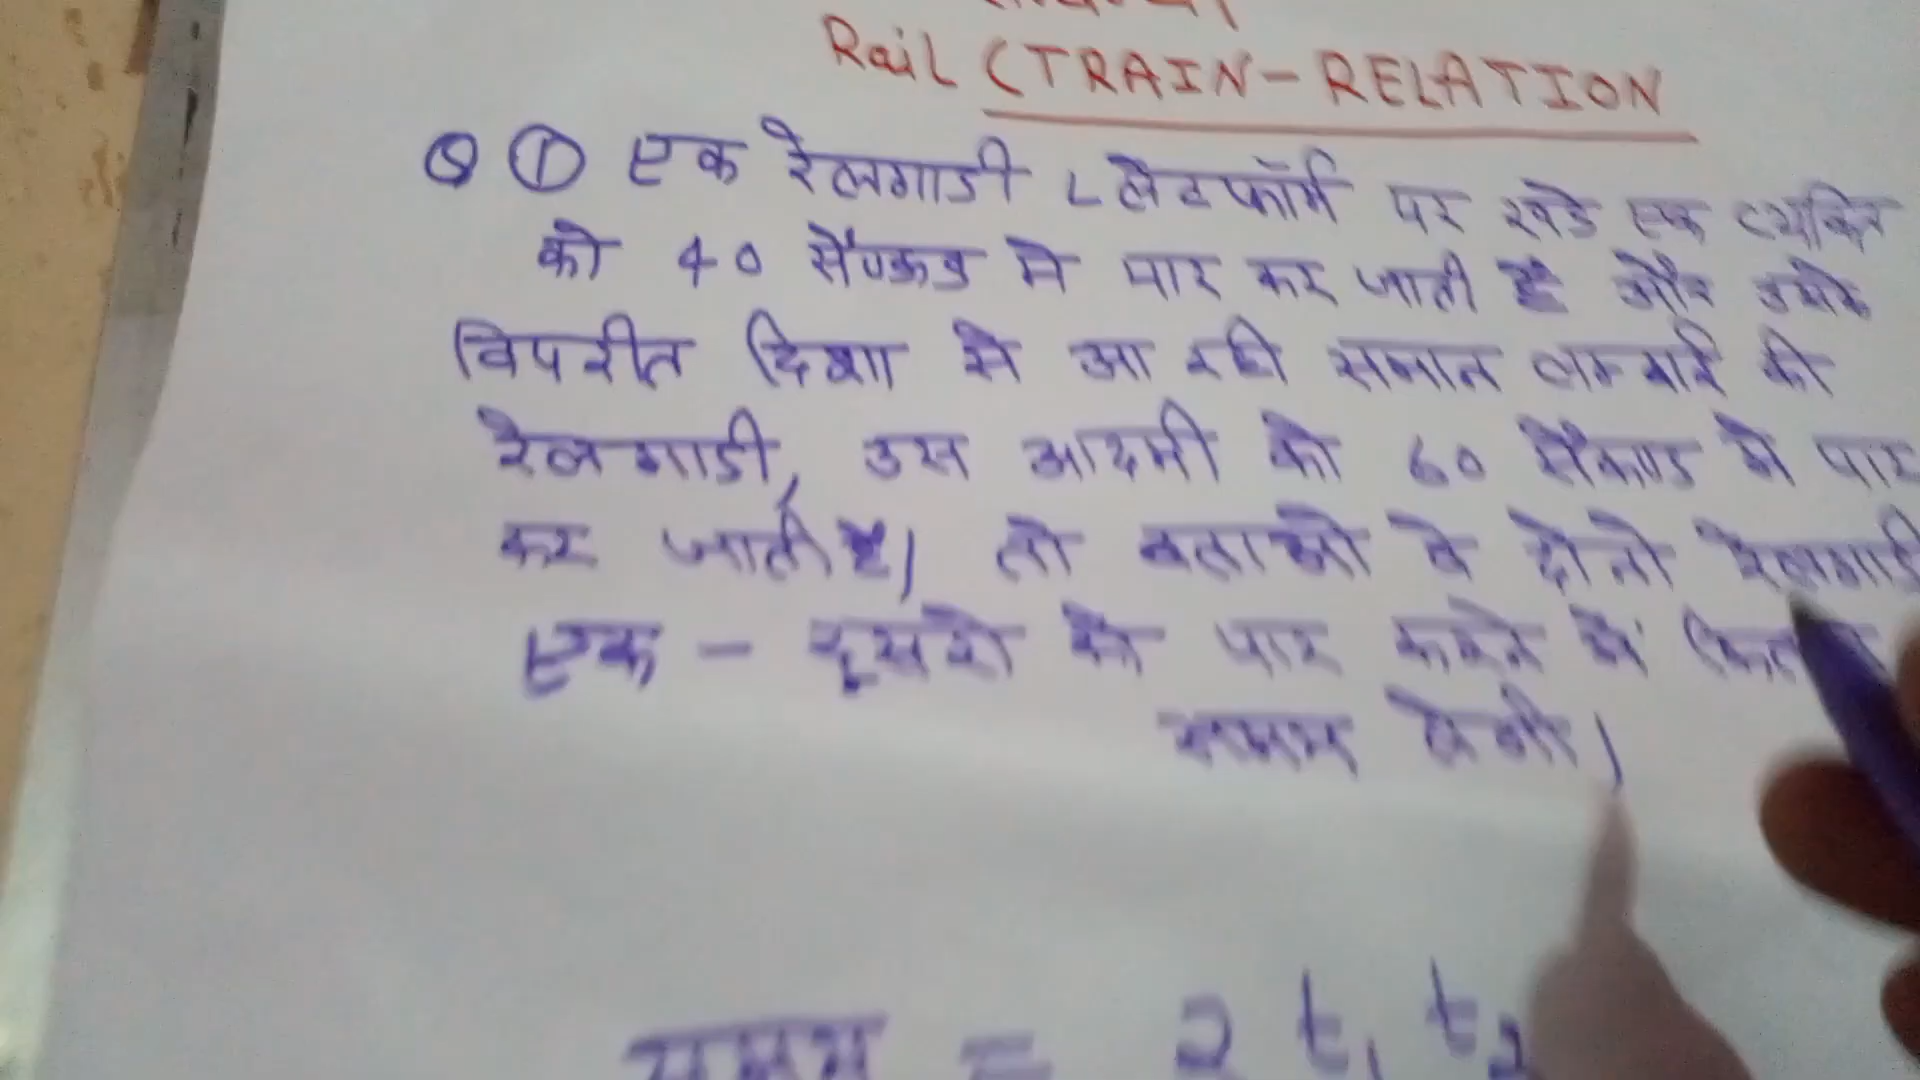 Rail (TRAIN-RELATION
Q ① एक रेलगाडी प्लेटफॉर्म पर खडे एक व्यक्ति
को 40 सैण्कड मे पार कर जाती है और उसके
विपरीत दिशा से आ रही समान लम्बाई की
रेलगाडी, उस आदमी को 60 सैकण्ड मे पार
कर जाती है। तो बताओ वे दोनो रेलगाडी
एक - दूसरो को पार करने में
समय लेगी।
समय = 2 t₁ t₂